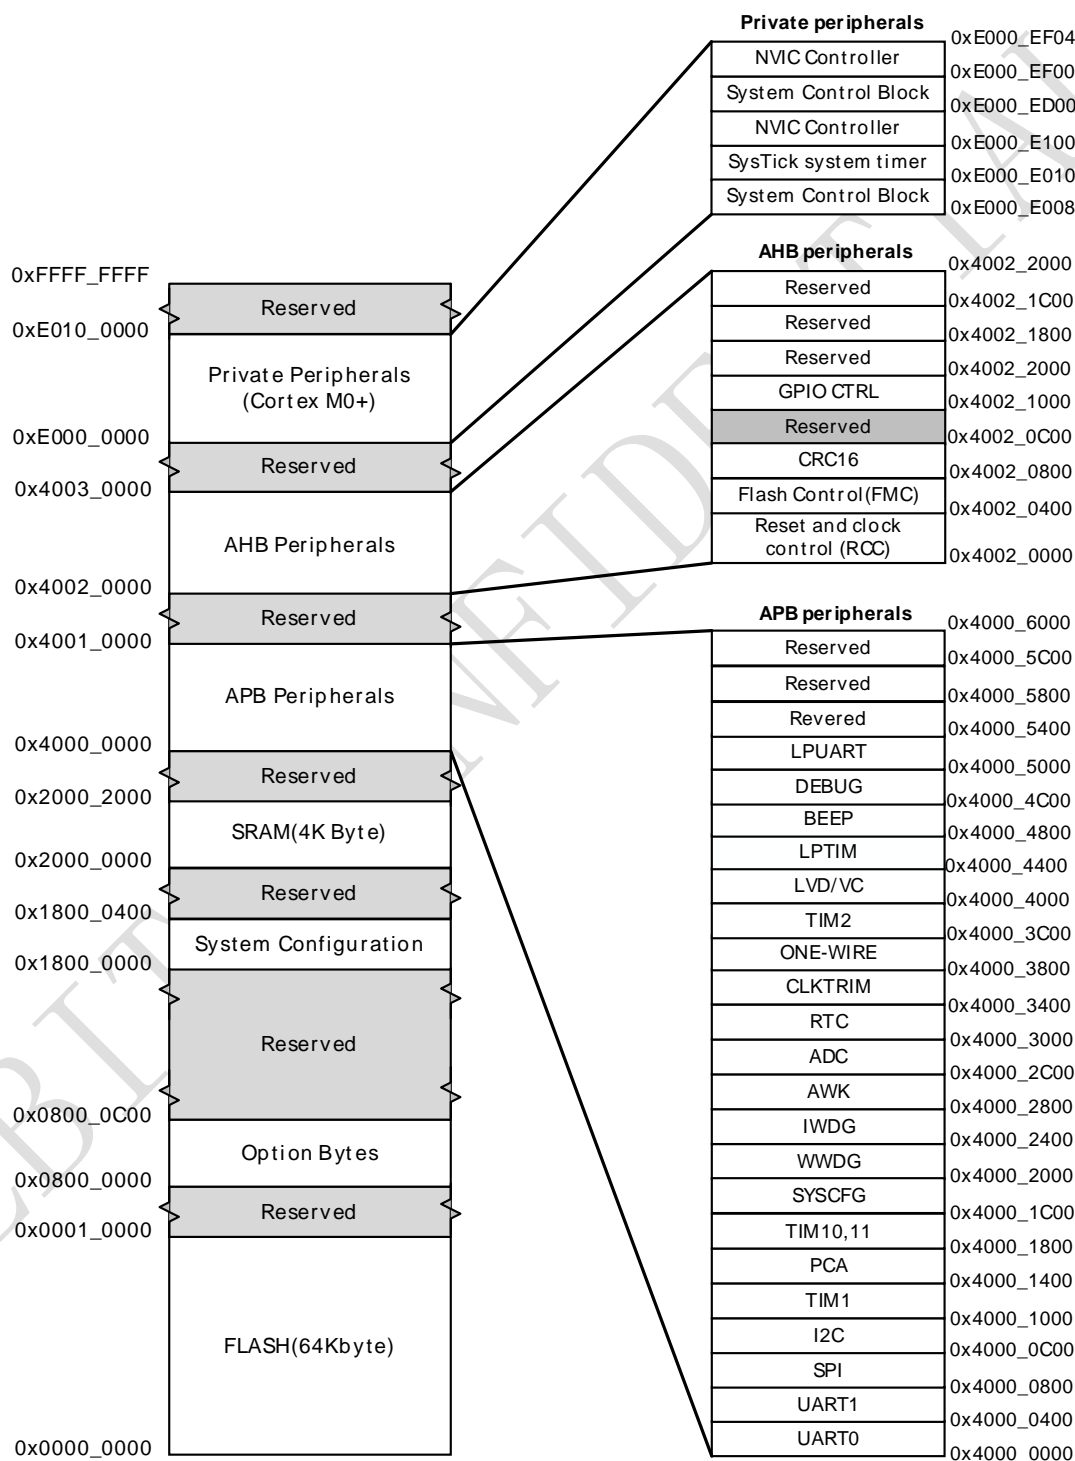 Private peripherals
0xE000_EF04
NVIC Controller
0xE000_EF00
System Control Block
0xE000_ED00
NVIC Controller
0xE000_E100
SysTick system timer
0xE000_E010
System Control Block
0xE000_E008
AHB peripherals
0x4002_2000
Reserved
0x4002_1C00
Reserved
0x4002_1800
Reserved
0x4002_2000
GPIO CTRL
0x4002_1000
Reserved
0x4002_0C00
CRC16
0x4002_0800
Flash Control(FMC)
0x4002_0400
Reset and clock
control (RCC)
0x4002_0000
APB peripherals
0x4000_6000
Reserved
0x4000_5C00
Reserved
0x4000_5800
Revered
0x4000_5400
LPUART
0x4000_5000
DEBUG
0x4000_4C00
BEEP
0x4000_4800
LPTIM
0x4000_4400
LVD/VC
0x4000_4000
TIM2
0x4000_3C00
ONE-WIRE
0x4000_3800
CLKTRIM
0x4000_3400
RTC
0x4000_3000
ADC
0x4000_2C00
AWK
0x4000_2800
IWDG
0x4000_2400
WWDG
0x4000_2000
SYSCFG
0x4000_1C00
TIM10,11
0x4000_1800
PCA
0x4000_1400
TIM1
0x4000_1000
I2C
0x4000_0C00
SPI
0x4000_0800
UART1
0x4000_0400
UART0
0x4000_0000
0xFFFF_FFFF
Reserved
0xE010_0000
Private Peripherals
(Cortex M0+)
0xE000_0000
Reserved
0x4003_0000
AHB Peripherals
0x4002_0000
Reserved
0x4001_0000
APB Peripherals
0x4000_0000
Reserved
0x2000_2000
SRAM(4K Byte)
0x2000_0000
Reserved
0x1800_0400
System Configuration
0x1800_0000
Reserved
0x0800_0C00
Option Bytes
0x0800_0000
Reserved
0x0001_0000
FLASH(64Kbyte)
0x0000_0000